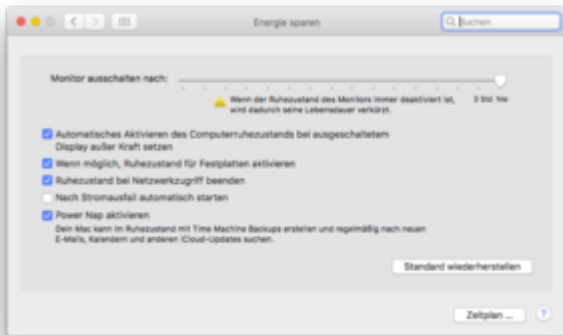 Energie sparen
Suchen
Monitor ausschalten nach:
Wenn der Ruhezustand des Monitors immer deaktiviert ist,
wird dadurch seine Lebensdauer verkürzt.
3 Std Nie
Automatisches Aktivieren des Computerruhezustands bei ausgeschaltetem
Display außer Kraft setzen
Wenn möglich, Ruhezustand für Festplatten aktivieren
Ruhezustand bei Netzwerkzugriff beenden
Nach Stromausfall automatisch starten
Power Nap aktivieren
Dein Mac kann im Ruhezustand mit Time Machine Backups erstellen und regelmäßig nach neuen
E-Mails, Kalendern und anderen iCloud-Updates suchen.
Standard wiederherstellen
Zeitplan ...
?